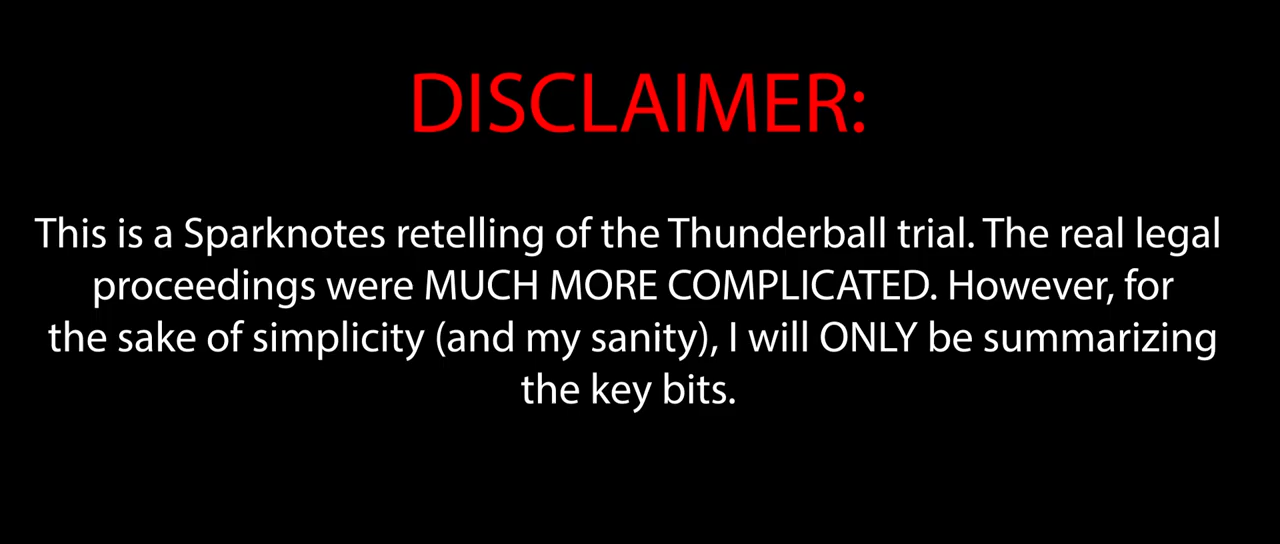 DISCLAIMER:
This is a Sparknotes retelling of the Thunderball trial. The real legal
proceedings were MUCH MORE COMPLICATED. However, for
the sake of simplicity (and my sanity), I will ONLY be summarizing
the key bits.